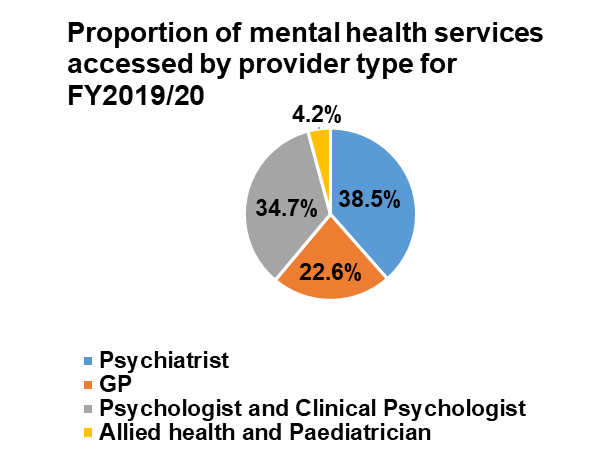 Proportion of mental health services
accessed by provider type for
FY2019/20
4.2%
38.5%
34.7%
22.6%
Psychiatrist
GP
Psychologist and Clinical Psychologist
Allied health and Paediatrician